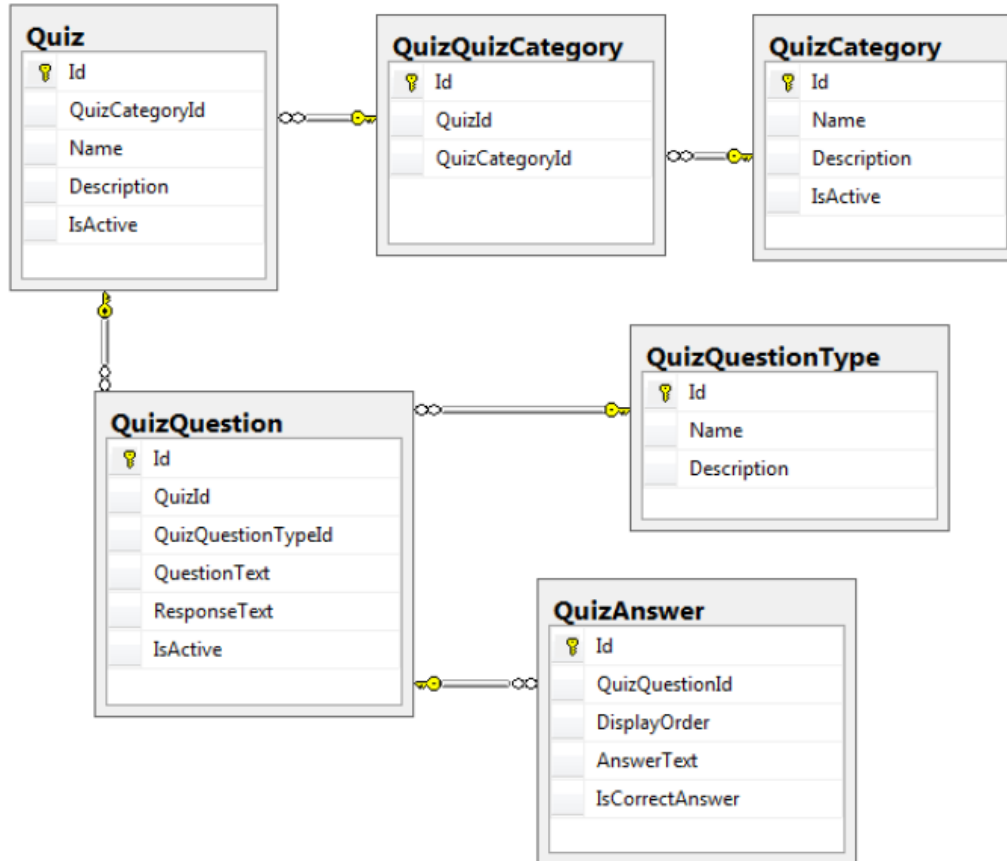 Quiz
Id
QuizCategoryId
Name
Description
IsActive
QuizQuizCategory
Id
QuizId
QuizCategoryId
QuizCategory
Id
Name
Description
IsActive
QuizQuestionType
Id
Name
Description
QuizQuestion
Id
QuizId
QuizQuestionTypeId
QuestionText
ResponseText
IsActive
QuizAnswer
Id
QuizQuestionId
DisplayOrder
AnswerText
IsCorrectAnswer